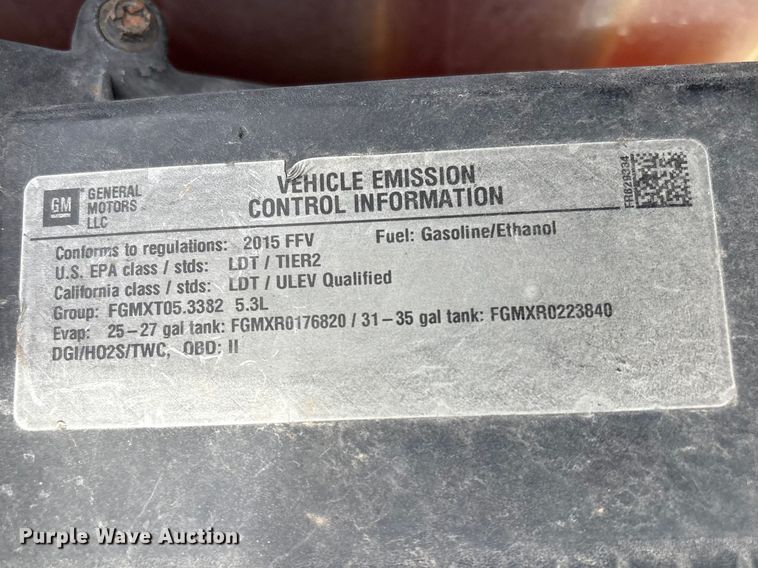 GM
GENERAL
MOTORS
LLC
VEHICLE EMISSION
CONTROL INFORMATION
Conforms to regulations: 2015 FFV Fuel: Gasoline/Ethanol
U.S. EPA class / stds: LDT / TIER2
California class / stds: LDT / ULEV Qualified
Group: FGMXT05.3382 5.3L
Evap: 25-27 gal tank: FGMXR0176820 / 31-35 gal tank: FGMXR0223840
DGI/HO2S/TWC, OBD: II
Purple Wave Auction